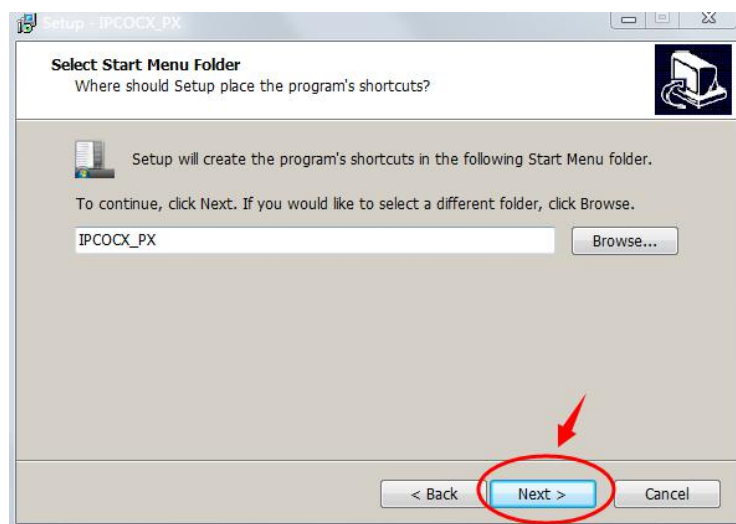 Setup - IPCOCX_PX
Select Start Menu Folder
Where should Setup place the program's shortcuts?
Setup will create the program's shortcuts in the following Start Menu folder.
To continue, click Next. If you would like to select a different folder, click Browse.
IPCOCX_PX
Browse...
< Back
Next >
Cancel